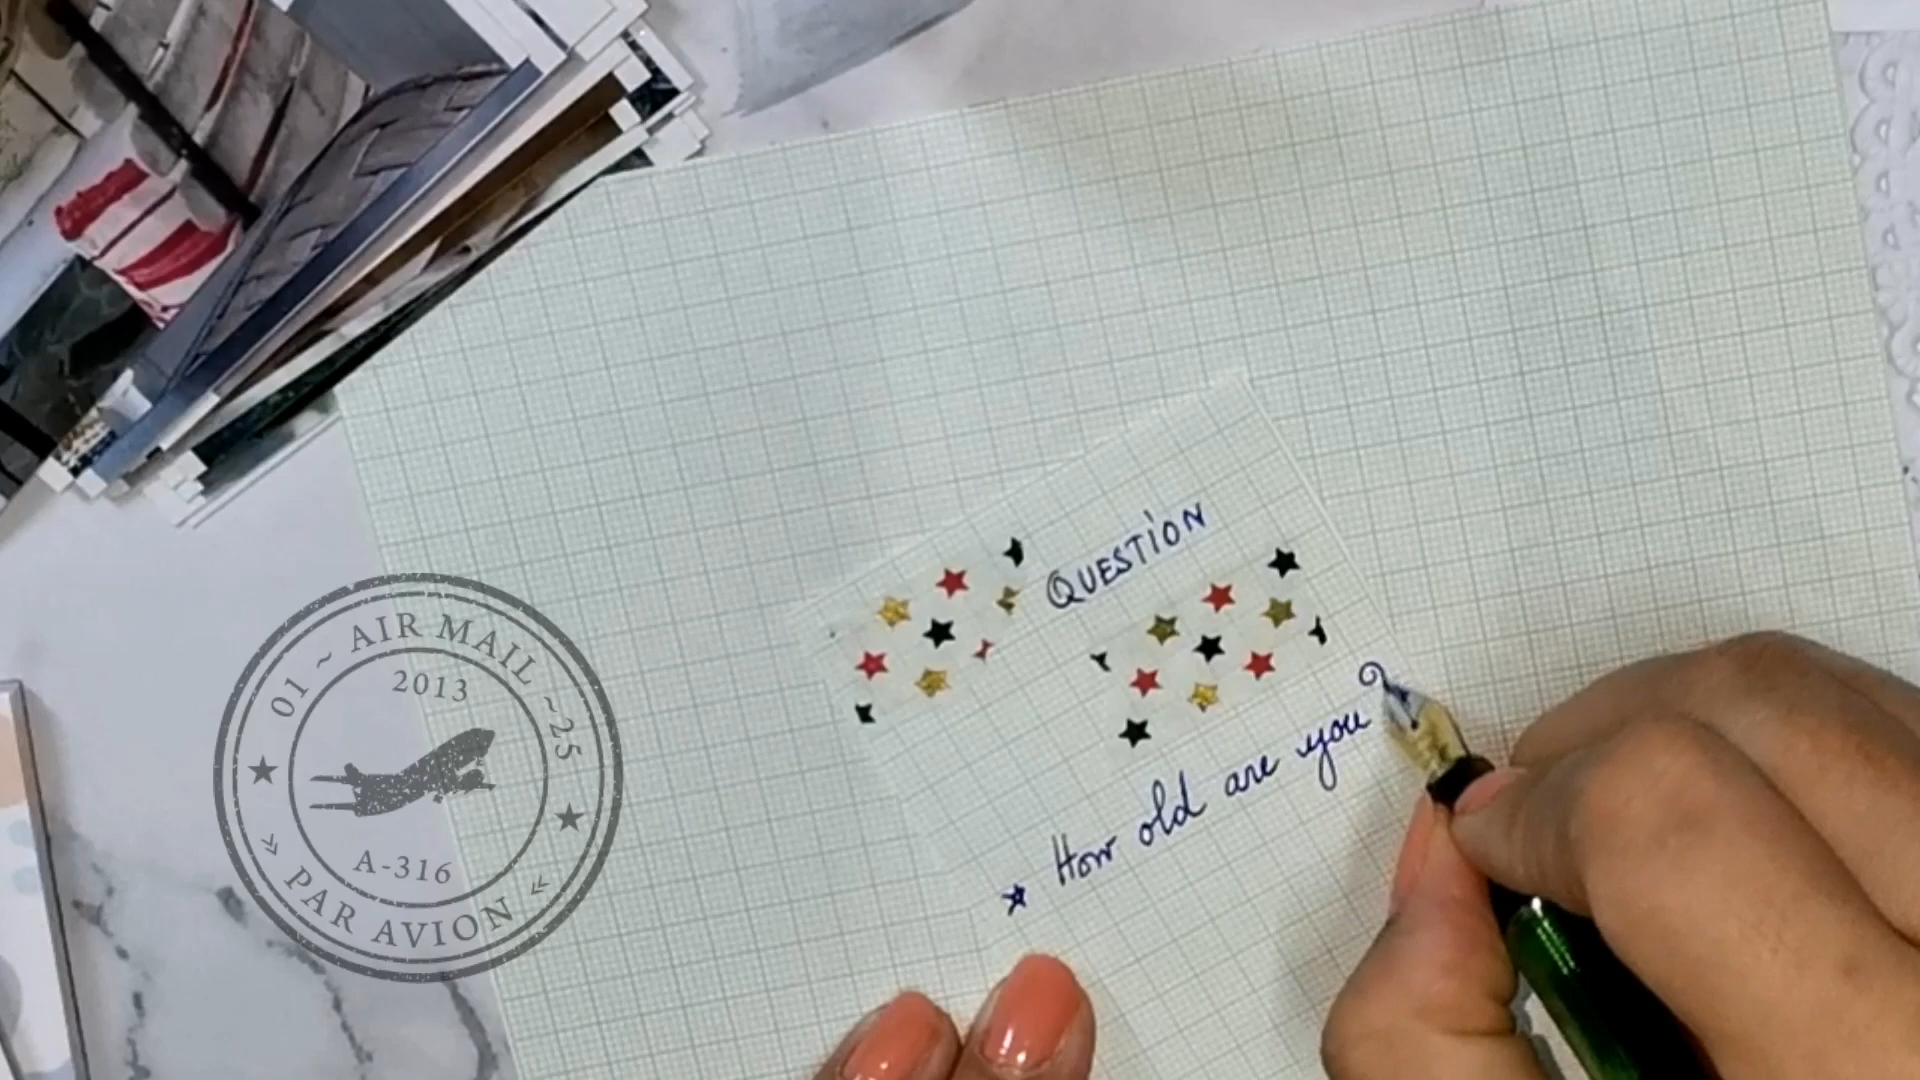 QUESTION
How old are you?
01 ~ AIR MAIL ~ 25
2013
A-316
PAR AVION